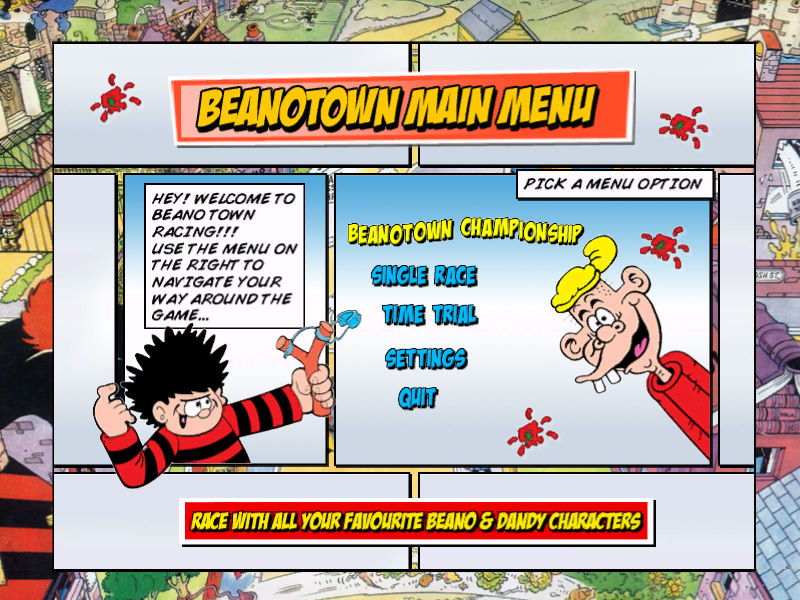 BEANOTOWN MAIN MENU
PICK A MENU OPTION
HEY! WELCOME TO
BEANO TOWN
RACING!!!
USE THE MENU ON
THE RIGHT TO
NAVIGATE YOUR
WAY AROUND THE
GAME...
BEANOTOWN CHAMPIONSHIP
SINGLE RACE
TIME TRIAL
SETTINGS
QUIT
RACE WITH ALL YOUR FAVOURITE BEANO & DANDY CHARACTERS